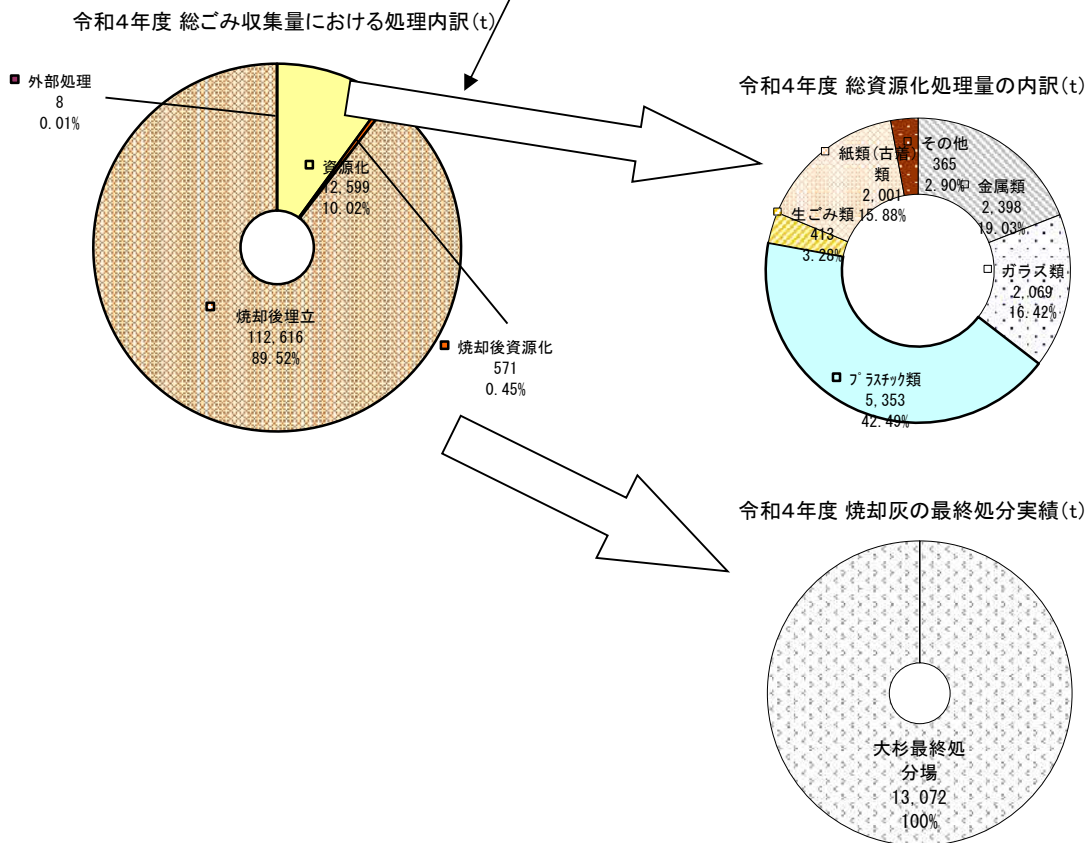 令和4年度 総ごみ収集量における処理内訳(t)
外部処理
8
0.01%
資源化
12,599
10.02%
焼却後埋立
112,616
89.52%
焼却後資源化
571
0.45%
令和4年度 総資源化処理量の内訳(t)
その他
365
2.90%
金属類
2,398
19.03%
ガラス類
2,069
16.42%
プラスチック類
5,353
42.49%
生ごみ類
413
3.28%
紙類(古着)
類
2,001
15.88%
令和4年度 焼却灰の最終処分実績(t)
大杉最終処
分場
13,072
100%